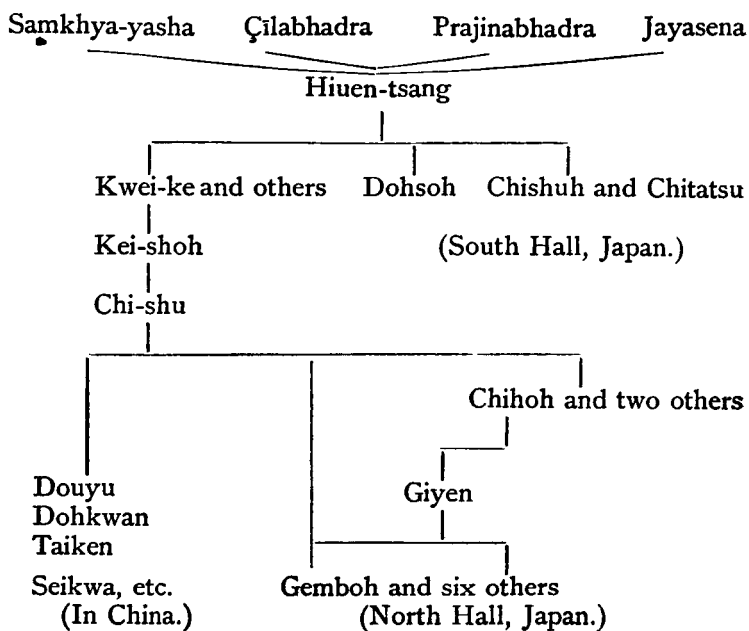 Saṃkhya-yasha Çīlabhadra Prajinabhadra Jayasena
Hiuen-tsang
Kwei-ke and others Dohsoh Chishuh and Chitatsu
Kei-shoh (South Hall, Japan.)
Chi-shu
Chihoh and two others
Douyu Giyen
Dohkwan
Taiken
Seikwa, etc. Gemboh and six others
(In China.) (North Hall, Japan.)